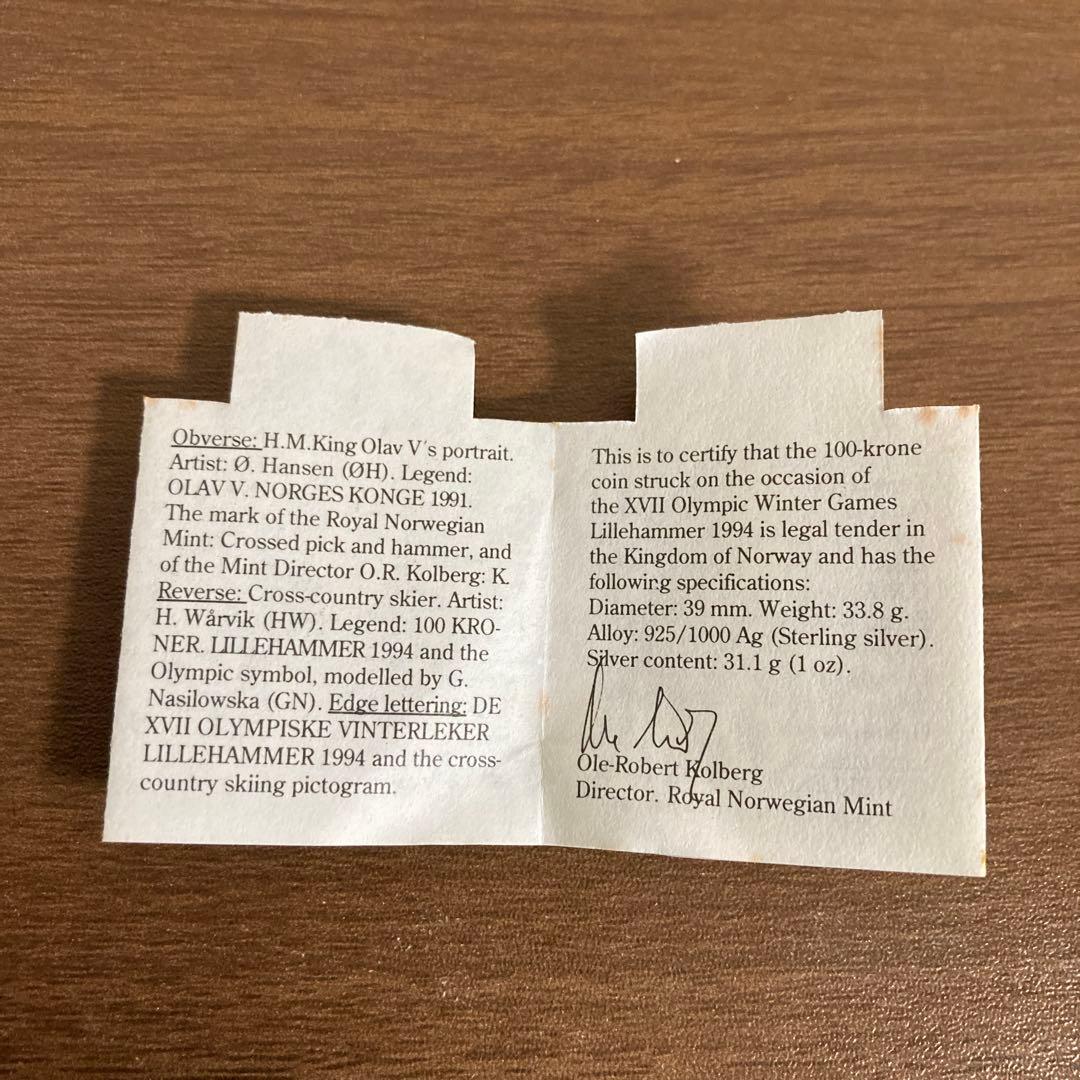 Obverse: H.M.King Olav V's portrait.
Artist: Ø. Hansen (ØH). Legend:
OLAV V. NORGES KONGE 1991.
The mark of the Royal Norwegian
Mint: Crossed pick and hammer, and
of the Mint Director O.R. Kolberg: K.
Reverse: Cross-country skier. Artist:
H. Wårvik (HW). Legend: 100 KRO-
NER. LILLEHAMMER 1994 and the
Olympic symbol, modelled by G.
Nasilowska (GN). Edge lettering: DE
XVII OLYMPISKE VINTERLEKER
LILLEHAMMER 1994 and the cross-
country skiing pictogram.
This is to certify that the 100-krone
coin struck on the occasion of
the XVII Olympic Winter Games
Lillehammer 1994 is legal tender in
the Kingdom of Norway and has the
following specifications:
Diameter: 39 mm. Weight: 33.8 g.
Alloy: 925/1000 Ag (Sterling silver).
Silver content: 31.1 g (1 oz).
Ole-Robert Kolberg
Director. Royal Norwegian Mint